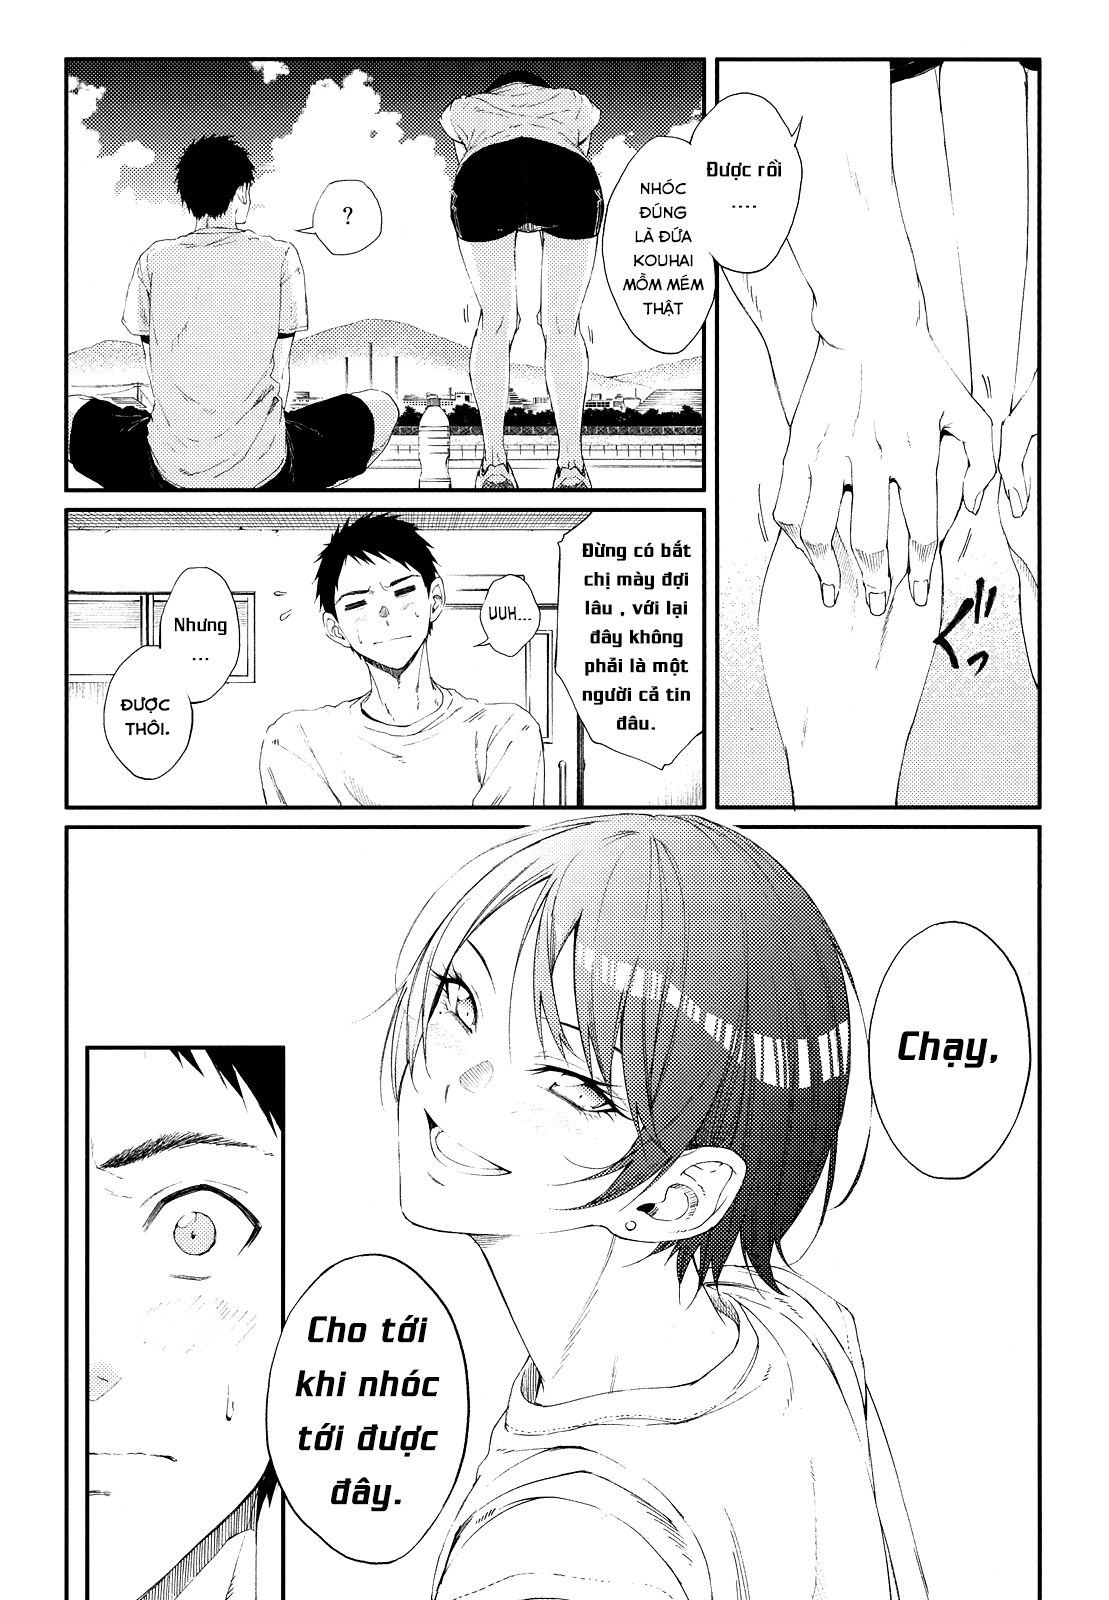 Được rồi
....
NHÓC
ĐÚNG
LÀ ĐỨA
KOUHAI
MỒM MÉM
THẬT
?
ぐっ
Đừng có bắt
chị mày đợi
lâu , với lại
đây không
phải là một
người cả tin
đâu.
UUH...
Nhưng
...
ĐƯỢC
THÔI.
Chạy,
Cho tới
khi nhóc
tới được
đây.